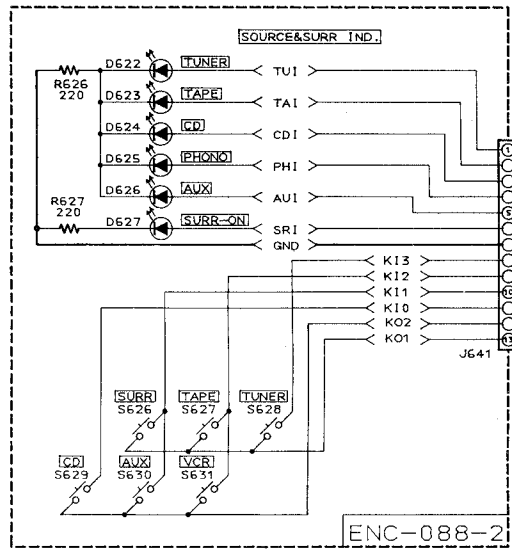 SOURCE&SURR IND.
D622 TUNER TUI
R626
220
D623 TAPE TAI
D624 CD CDI
D625 PHONO PHI
D626 AUX AUI
R627
220
D627 SURR-ON SRI
GND
KI3
KI2
KI1
KI0
KO2
KO1
1
5
10
13
J641
SURR TAPE TUNER
S626 S627 S628
CD AUX VCR
S629 S630 S631
ENC-088-2